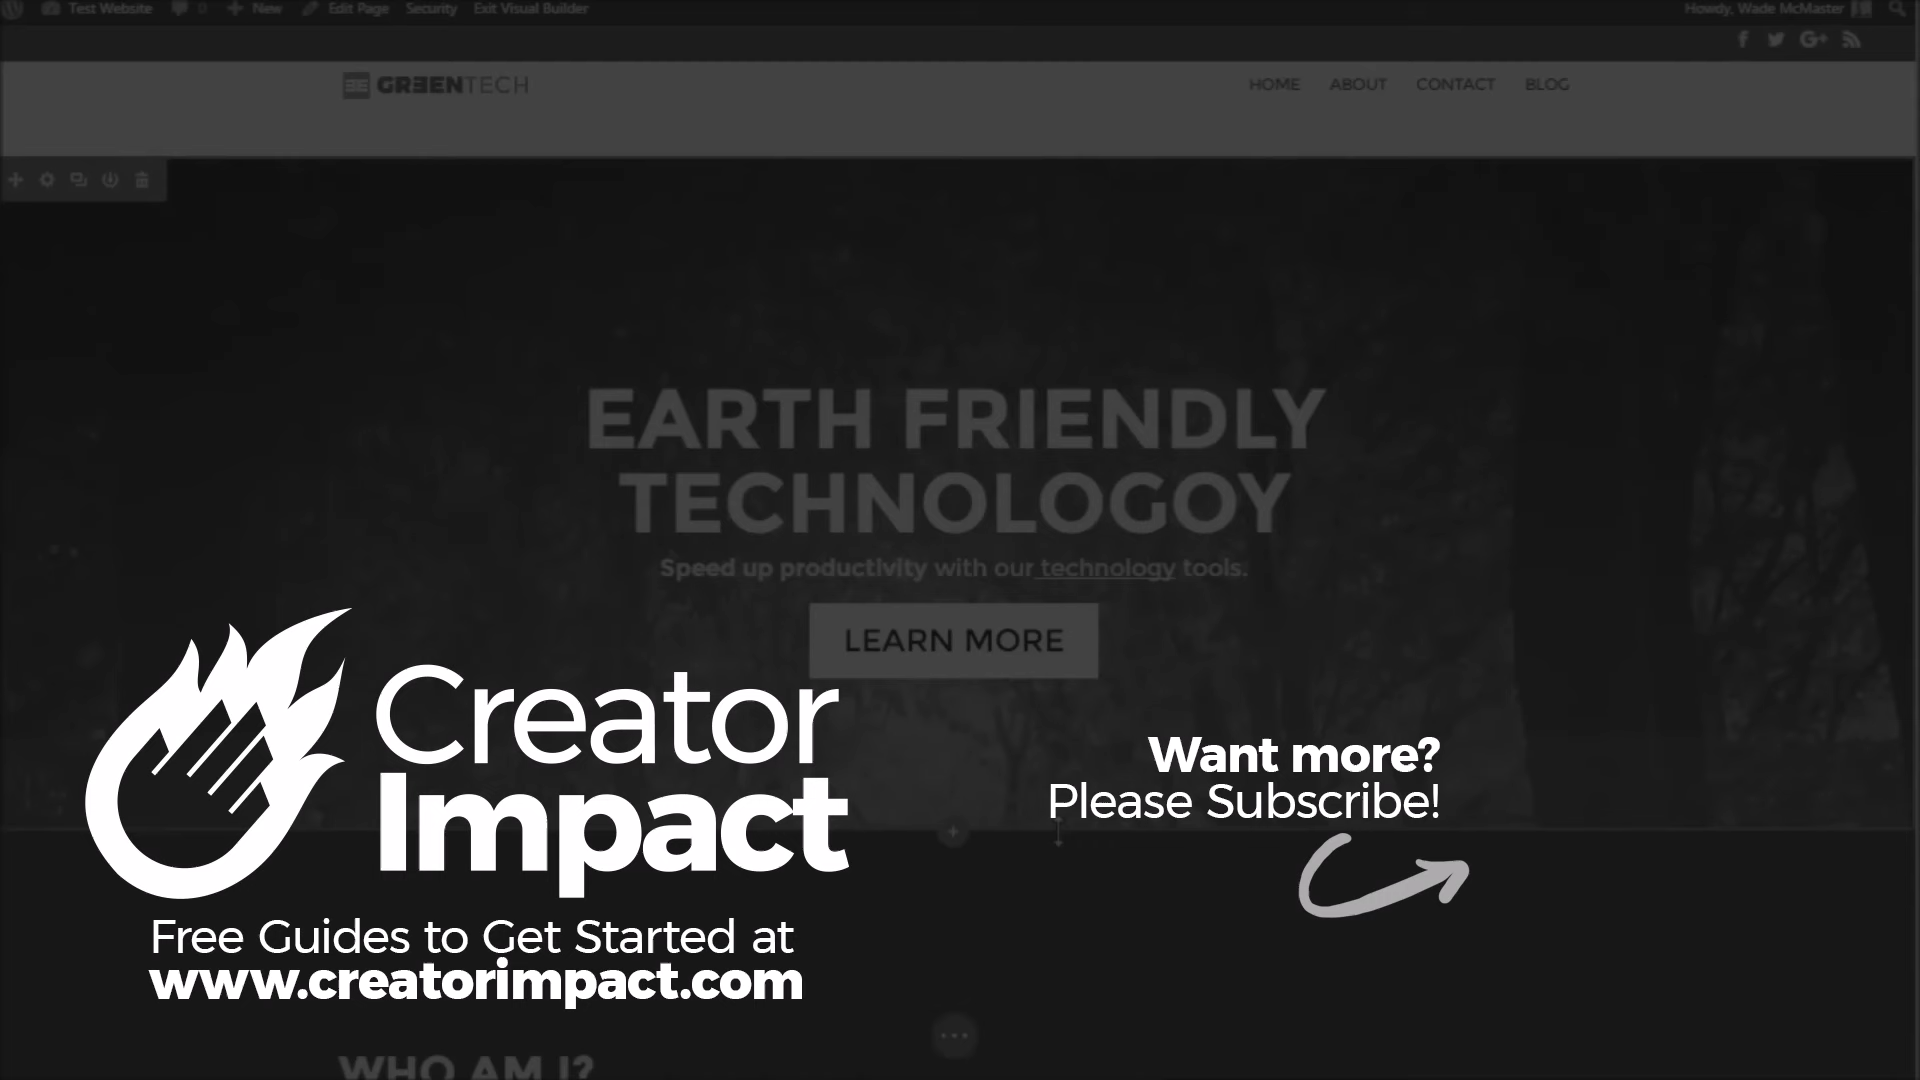 Test Website 0 New Edit Page Security Exit Visual Builder Howdy, Wade McMaster
GREENTECH HOME ABOUT CONTACT BLOG
EARTH FRIENDLY
TECHNOLOGOY
Speed up productivity with our technology tools.
LEARN MORE
Creator
Impact
Want more?
Please Subscribe!
Free Guides to Get Started at
www.creatorimpact.com
WHO AM I?